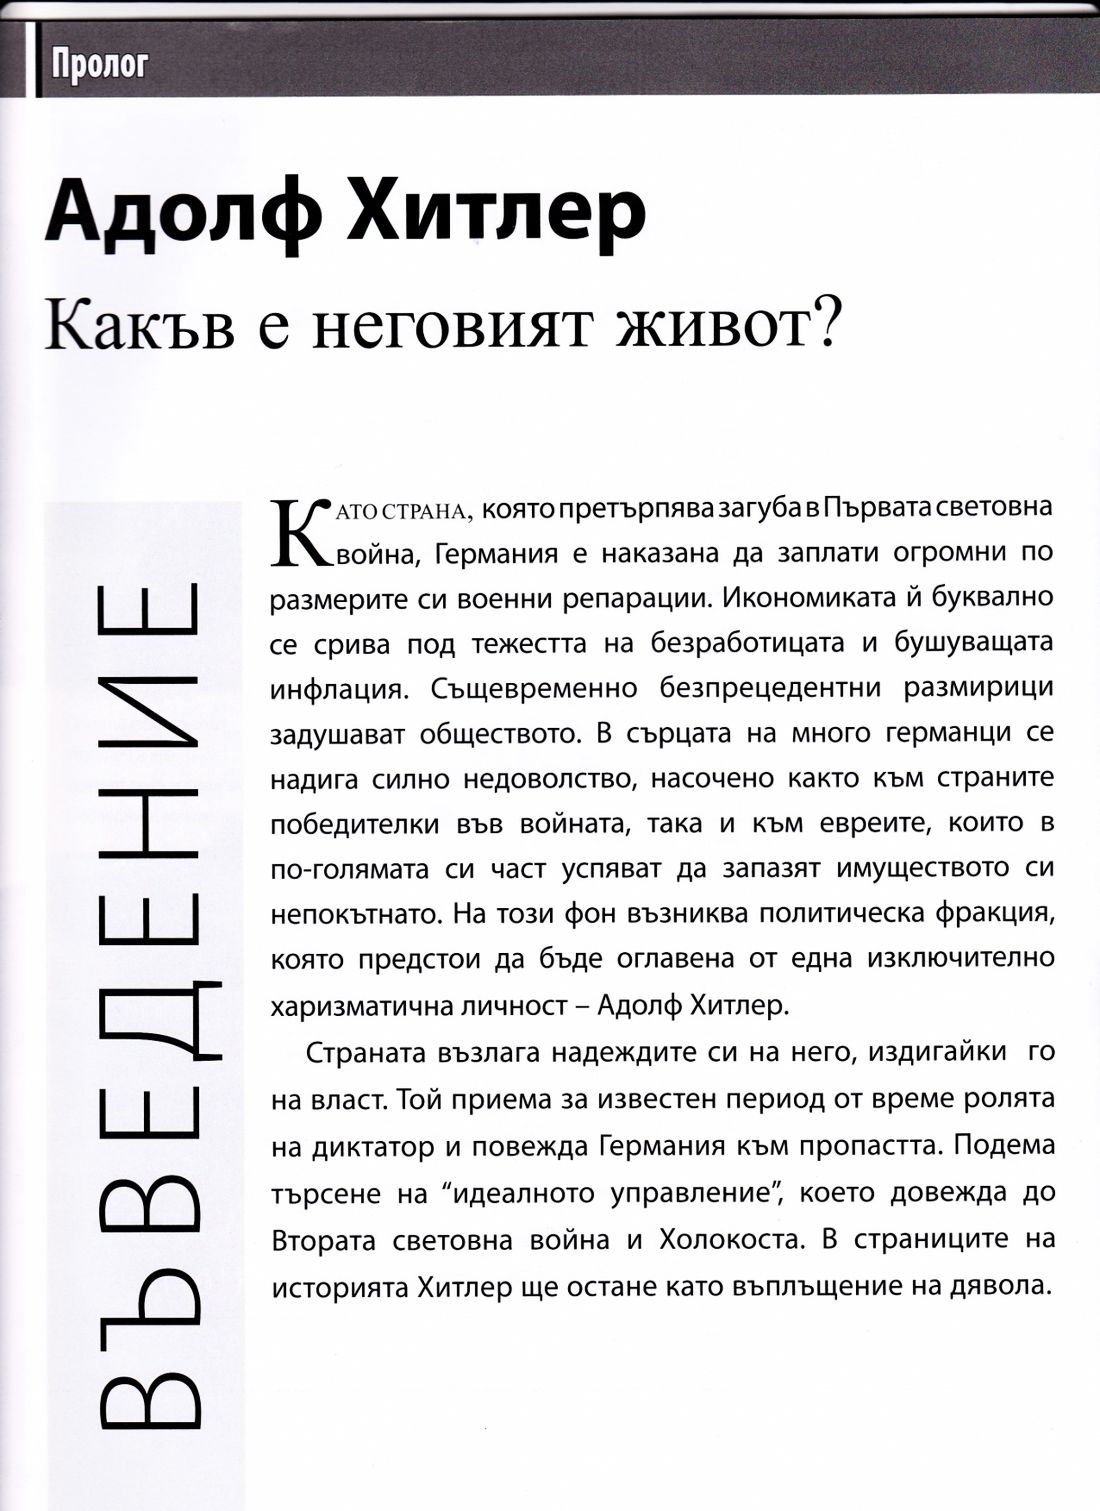 Пролог
Адолф Хитлер
Какъв е неговият живот?
ВЪВЕДЕНИЕ
КАТО СТРАНА, която претърпява загуба в Първата световна
война, Германия е наказана да заплати огромни по
размерите си военни репарации. Икономиката й буквално
се срива под тежестта на безработицата и бушуващата
инфлация. Същевременно безпрецедентни размирици
задушават обществото. В сърцата на много германци се
надига силно недоволство, насочено както към страните
победителки във войната, така и към евреите, които в
по-голямата си част успяват да запазят имуществото си
непокътнато. На този фон възниква политическа фракция,
която предстои да бъде оглавена от една изключително
харизматична личност – Адолф Хитлер.
Страната възлага надеждите си на него, издигайки го
на власт. Той приема за известен период от време ролята
на диктатор и повежда Германия към пропастта. Подема
търсене на “идеалното управление”, което довежда до
Втората световна война и Холокоста. В страниците на
историята Хитлер ще остане като въплъщение на дявола.